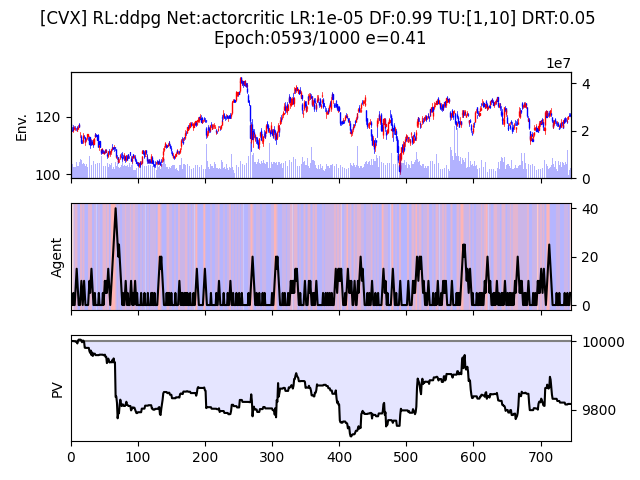 [CVX] RL:ddpg Net:actorcritic LR:1e-05 DF:0.99 TU:[1,10] DRT:0.05
Epoch:0593/1000 e=0.41
1e7
Env.
120
100
4
2
0
Agent
40
20
0
PV
10000
9800
0 100 200 300 400 500 600 700